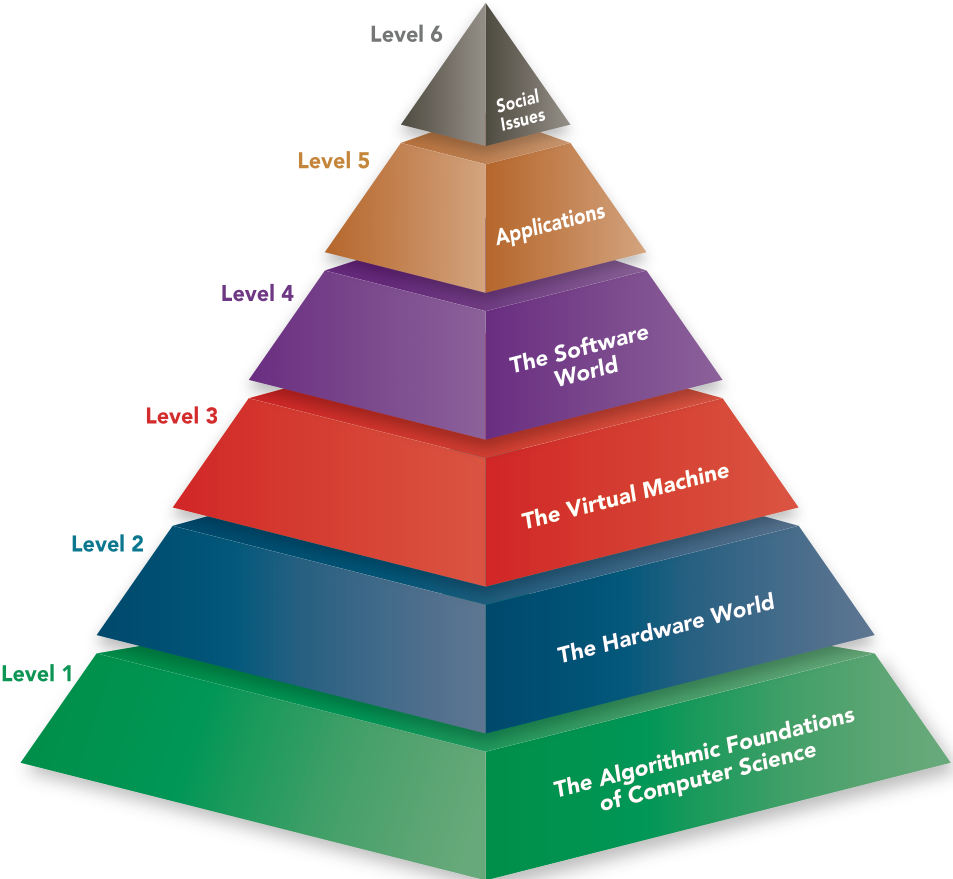 Level 6
Social
Issues
Level 5
Applications
Level 4
The Software
World
Level 3
The Virtual Machine
Level 2
The Hardware World
Level 1
The Algorithmic Foundations
of Computer Science